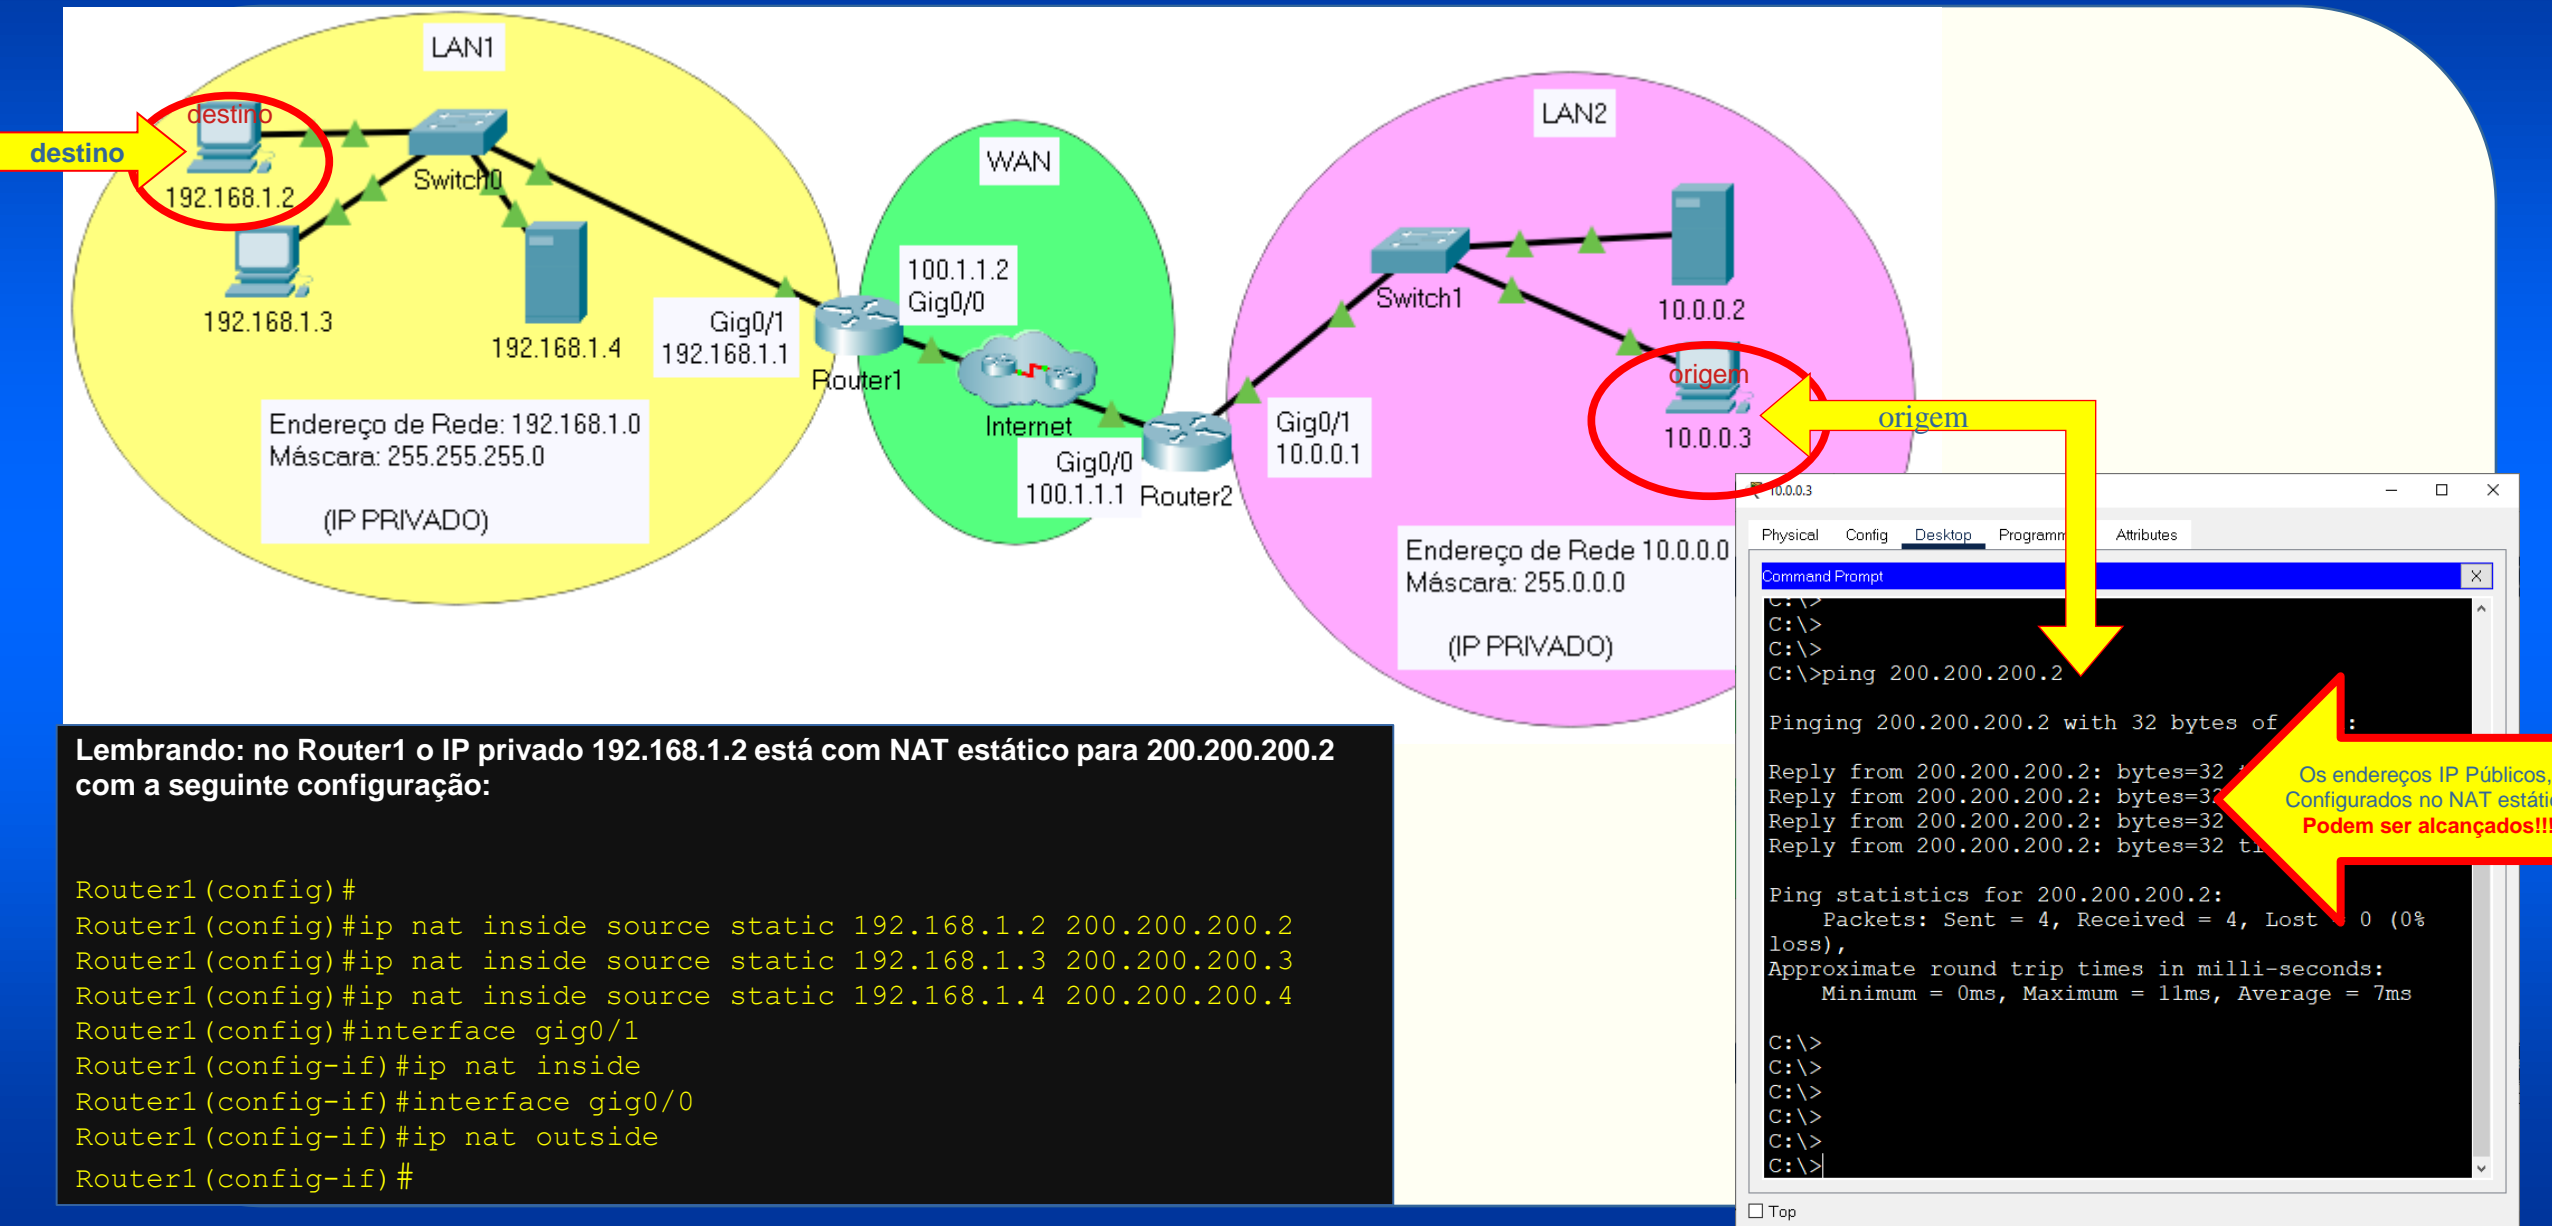 LAN1
destino
destino
192.168.1.2
Switch0
192.168.1.3
192.168.1.4
Gig0/1
192.168.1.1
Router1
Endereço de Rede: 192.168.1.0
Máscara: 255.255.255.0
(IP PRIVADO)
WAN
100.1.1.2
Gig0/0
Internet
Gig0/0
100.1.1.1
Router2
LAN2
Switch1
10.0.0.2
origem
origem
10.0.0.3
Gig0/1
10.0.0.1
Endereço de Rede 10.0.0.0
Máscara: 255.0.0.0
(IP PRIVADO)
Lembrando: no Router1 o IP privado 192.168.1.2 está com NAT estático para 200.200.200.2
com a seguinte configuração:
Router1(config)#
Router1(config)#ip nat inside source static 192.168.1.2 200.200.200.2
Router1(config)#ip nat inside source static 192.168.1.3 200.200.200.3
Router1(config)#ip nat inside source static 192.168.1.4 200.200.200.4
Router1(config)#interface gig0/1
Router1(config-if)#ip nat inside
Router1(config-if)#interface gig0/0
Router1(config-if)#ip nat outside
Router1(config-if)#
10.0.0.3
Physical Config Desktop Attributes
Command Prompt X
C:\>
C:\>
C:\>
C:\>ping 200.200.200.2
Pinging 200.200.200.2 with 32 bytes of :
Reply from 200.200.200.2: bytes=32
Reply from 200.200.200.2: bytes=32
Reply from 200.200.200.2: bytes=32
Reply from 200.200.200.2: bytes=32
Ping statistics for 200.200.200.2:
Packets: Sent = 4, Received = 4, Lost = 0 (0%
loss),
Approximate round trip times in milli-seconds:
Minimum = 0ms, Maximum = 11ms, Average = 7ms
C:\>
C:\>
C:\>
C:\>
C:\>
C:\>
Top
Os endereços IP Públicos,
Configurados no NAT
Podem ser alcançados!!!